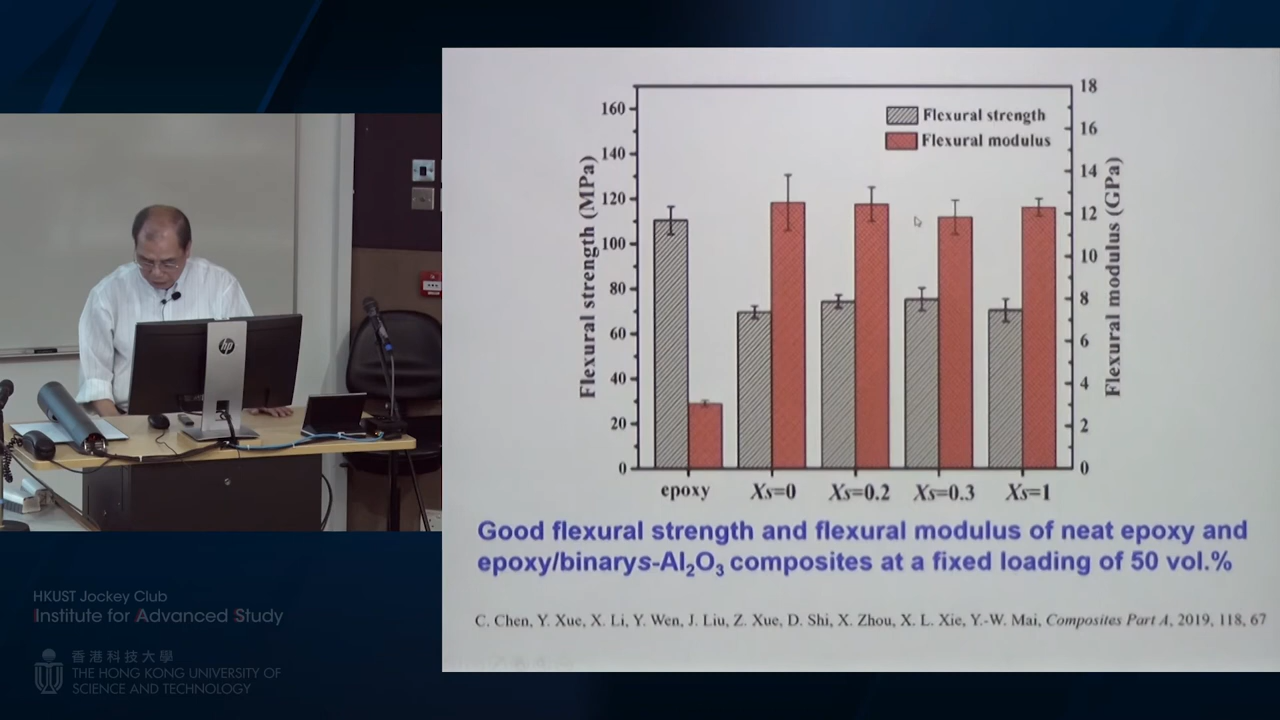 160
140
120
100
80
60
40
20
0
Flexural strength (MPa)
Flexural strength
Flexural modulus
18
16
14
12
10
8
6
4
2
0
Flexural modulus (GPa)
epoxy Xs=0 Xs=0.2 Xs=0.3 Xs=1
Good flexural strength and flexural modulus of neat epoxy and
epoxy/binarys-Al₂O₃ composites at a fixed loading of 50 vol.%
C. Chen, Y. Xue, X. Li, Y. Wen, J. Liu, Z. Xue, D. Shi, X. Zhou, X. L. Xie, Y.-W. Mai, Composites Part A, 2019, 118, 67
hp
HKUST Jockey Club
Institute for Advanced Study
香港科技大學
THE HONG KONG UNIVERSITY OF
SCIENCE AND TECHNOLOGY